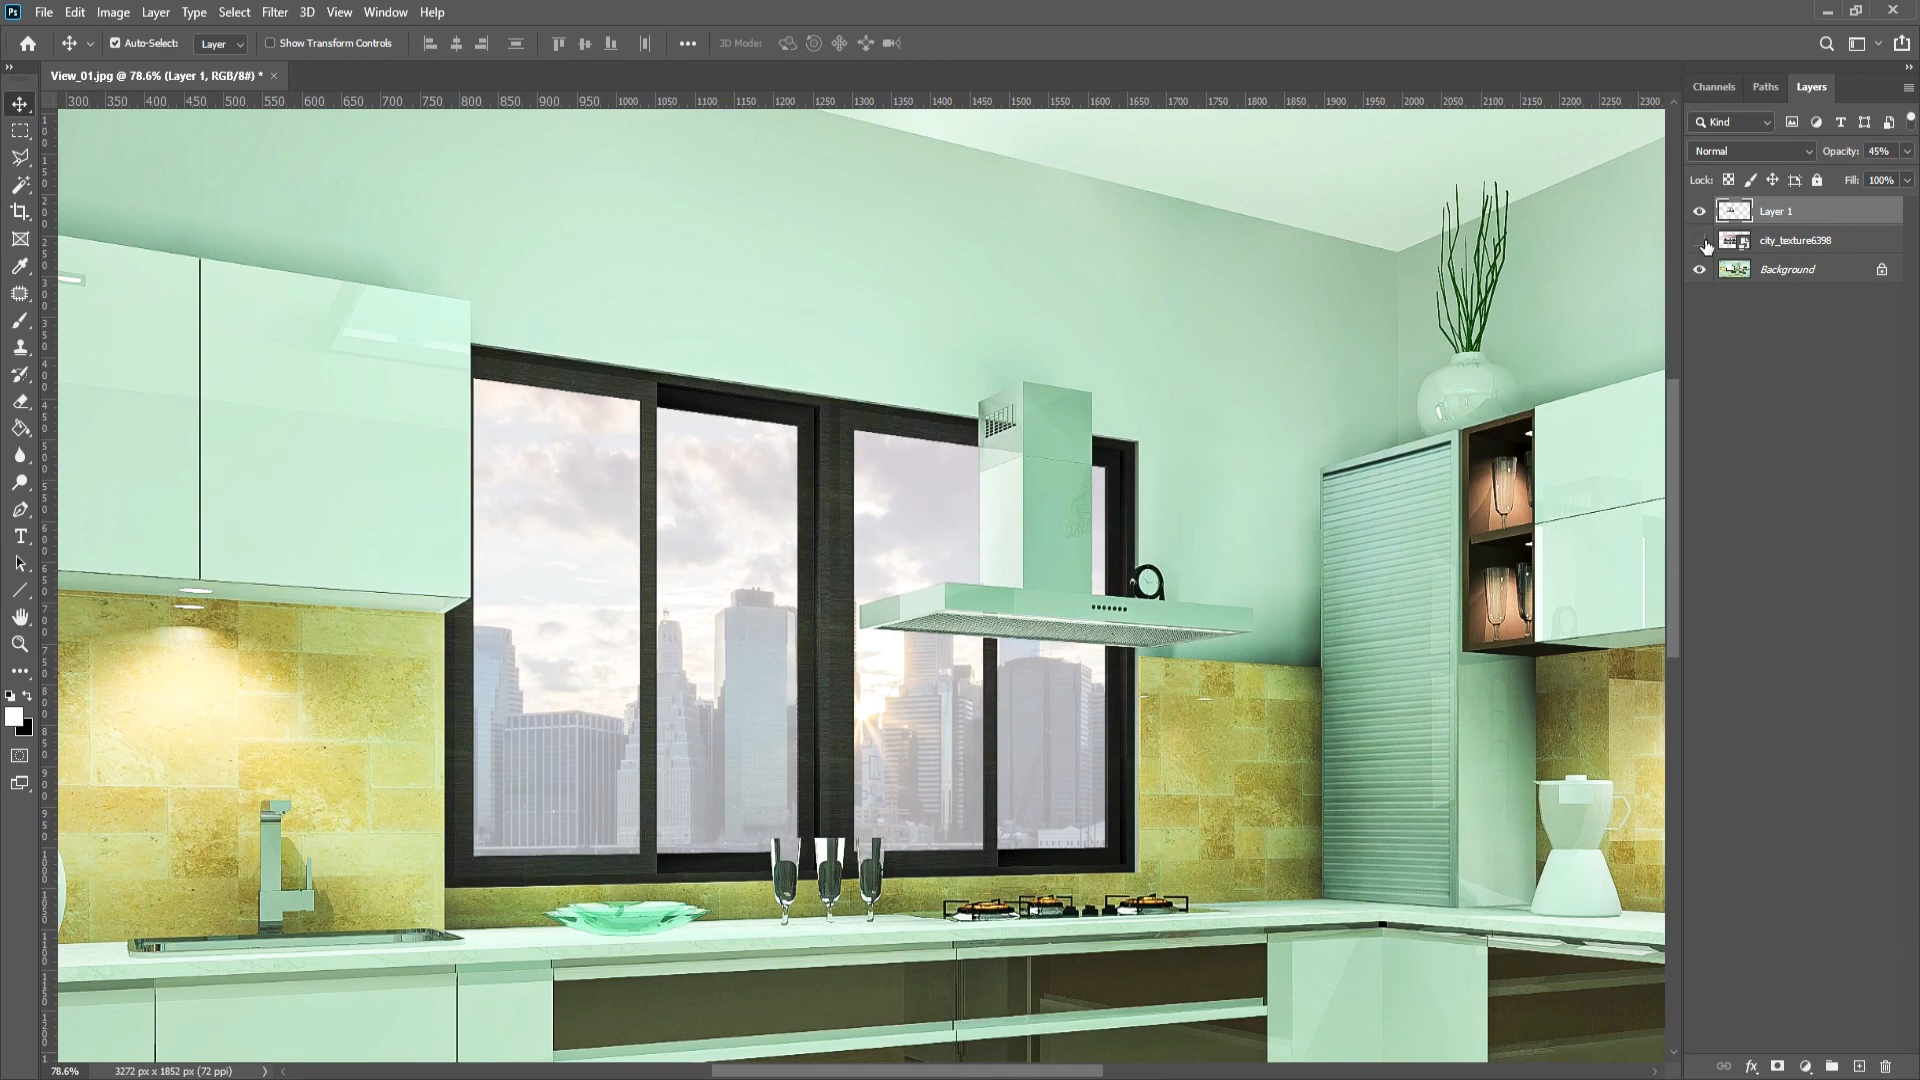 Ps File Edit Image Layer Type Select Filter 3D View Window Help
Auto-Select: Layer Show Transform Controls 3D Mode:
View_01.jpg @ 78.6% (Layer 1, RGB/8#) *
300 350 400 450 500 550 600 650 700 750 800 850 900 950 1000 1050 1100 1150 1200 1250 1300 1350 1400 1450 1500 1550 1600 1650 1700 1750 1800 1850 1900 1950 2000 2050 2100 2150 2200 2250 2300
Channels Paths Layers
Kind
Normal Opacity: 45%
Lock: Fill: 100%
Layer 1
city_texture6398
Background
78.6% 3272 px x 1852 px (72 ppi)